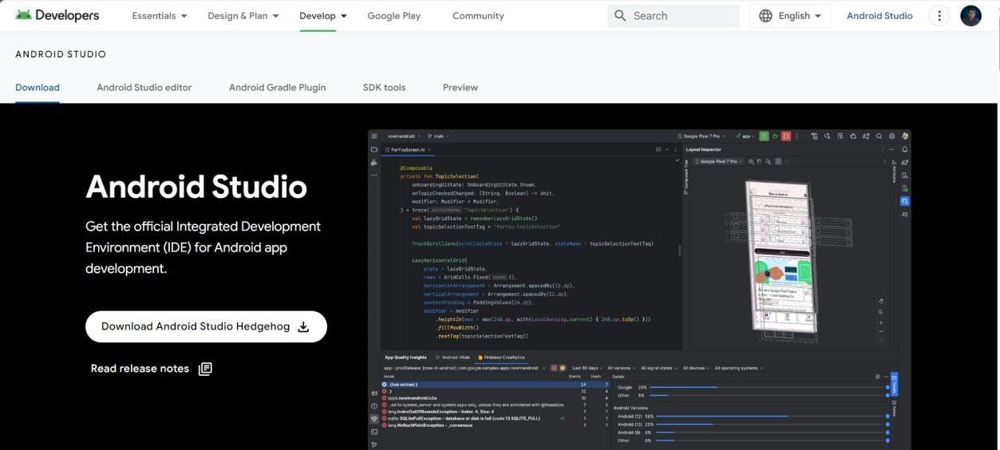 Developers Essentials Design & Plan Develop Google Play Community Search English Android Studio
ANDROID STUDIO
Download Android Studio editor Android Gradle Plugin SDK tools Preview
Android Studio
Get the official Integrated Development
Environment (IDE) for Android app
development.
Download Android Studio Hedgehog
Read release notes
nowinandroid main Google Pixel 7 Pro app
ForYouScreen.kt
@Composable
private fun TopicSelection(
onboardingUiState: OnboardingUiState.Shown,
onTopicCheckedChanged: (String, Boolean) -> Unit,
modifier: Modifier = Modifier,
) = trace(sectionName: "TopicSelection") {
val lazyGridState = rememberLazyGridState()
val topicSelectionTestTag = "forYou:topicSelection"
TrackScrollJank(scrollableState = lazyGridState, stateName = topicSelectionTestTag)
LazyHorizontalGrid(
state = lazyGridState,
rows = GridCells.Fixed(count: 3),
horizontalArrangement = Arrangement.spacedBy(12.dp),
verticalArrangement = Arrangement.spacedBy(12.dp),
contentPadding = PaddingValues(24.dp),
modifier = modifier
.heightIn(max = max(240.dp, with(LocalDensity.current) { 240.sp.toDp() }))
.fillMaxWidth()
.testTag(topicSelectionTestTag))
Layout Inspector
Google Pixel 7 Pro
Component Tree
Attributes
App Quality Insights Android Vitals Firebase Crashlytics
app › prodRelease: [now-in-android] com.google.samples.apps.nowinandroid Last 60 days All versions All signal states All devices All operating systems
Issues Events Users
.(has extras) } 24 7
.} 12 4
apps.nowinandroid/u0a 10 4
...ed to system_server and system apps only, unless they are annotated with @Readable. 7 3
lang.IndexOutOfBoundsException - Index: 4, Size: 4 1 1
sqlite.SQLiteFullException - database or disk is full (code 13 SQLITE_FULL) 1 1
lang.NoSuchFieldException - _consensus 1 1
Details
Google 29%
Other 8%
Android Versions
Android (12) 58%
Android (13) 25%
Android (9) 8%
Other 8%
Details
Notes